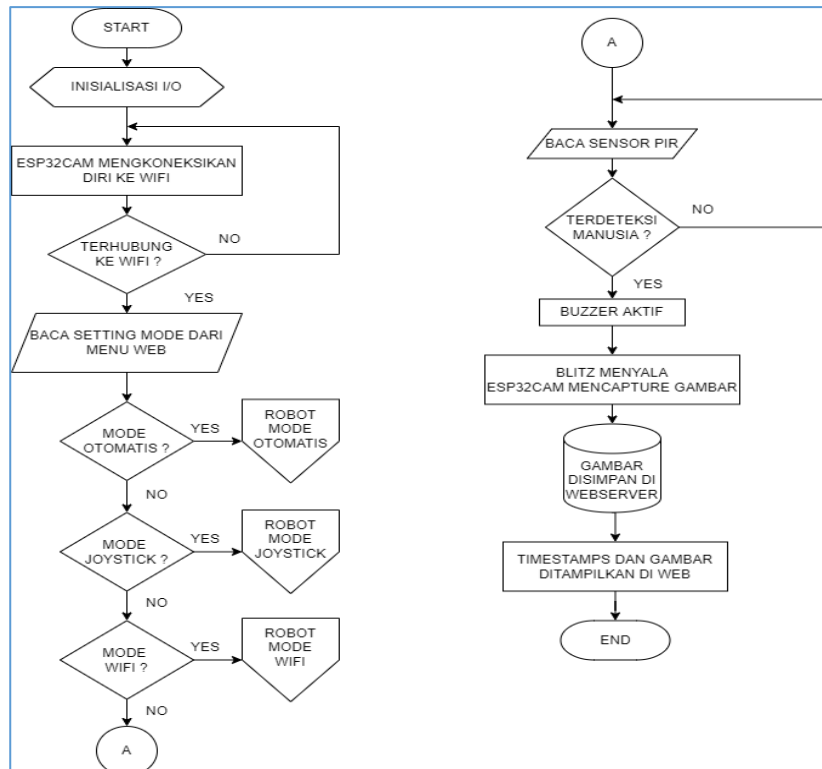 START
INISIALISASI I/O
ESP32CAM MENGKONEKSIKAN
DIRI KE WIFI
TERHUBUNG
KE WIFI ?
NO
YES
BACA SETTING MODE DARI
MENU WEB
MODE
OTOMATIS ?
YES
ROBOT
MODE
OTOMATIS
NO
MODE
JOYSTICK ?
YES
ROBOT
MODE
JOYSTICK
NO
MODE
WIFI ?
YES
ROBOT
MODE
WIFI
NO
A
A
BACA SENSOR PIR
TERDETEKSI
MANUSIA ?
NO
YES
BUZZER AKTIF
BLITZ MENYALA
ESP32CAM MENCAPTURE GAMBAR
GAMBAR
DISIMPAN DI
WEBSERVER
TIMESTAMPS DAN GAMBAR
DITAMPILKAN DI WEB
END